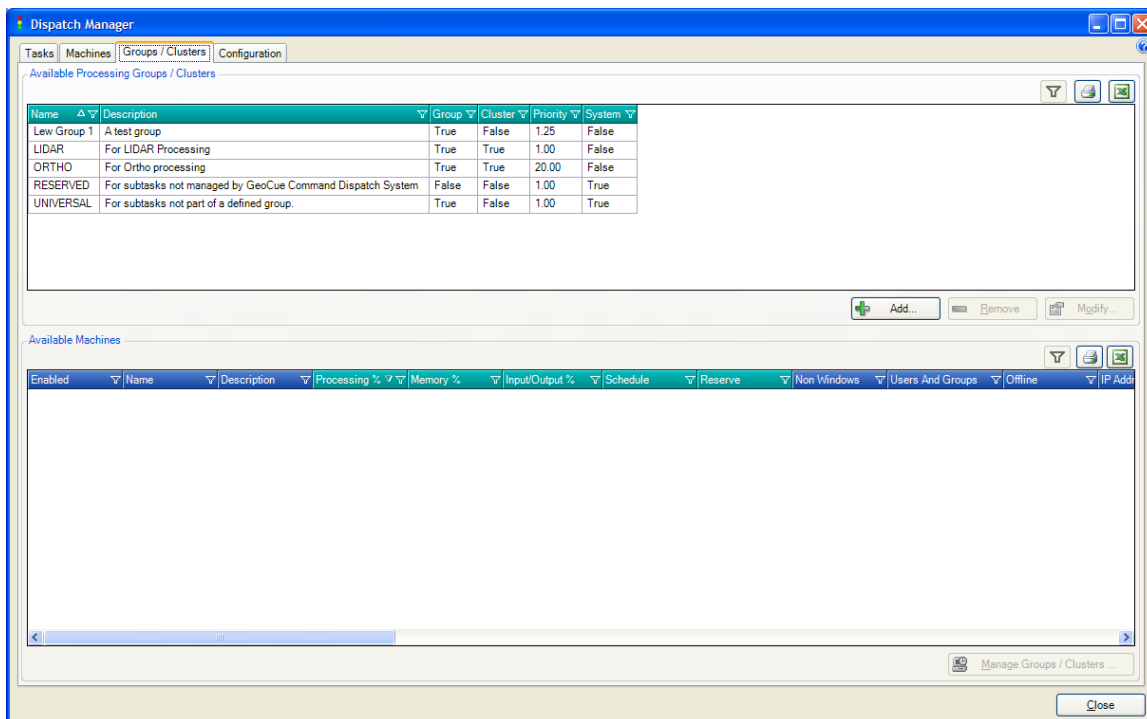 Dispatch Manager
Tasks Machines Groups / Clusters Configuration
Available Processing Groups / Clusters
Name Description Group Cluster Priority System
Lew Group 1 A test group True False 1.25 False
LIDAR For LIDAR Processing True True 1.00 False
ORTHO For Ortho processing True True 20.00 False
RESERVED For subtasks not managed by GeoCue Command Dispatch System False False 1.00 True
UNIVERSAL For subtasks not part of a defined group. True False 1.00 True
Add... Remove Modify...
Available Machines
Enabled Name Description Processing % Memory % Input/Output % Schedule Reserve Non Windows Users And Groups Offline IP Addr
Manage Groups / Clusters ...
Close